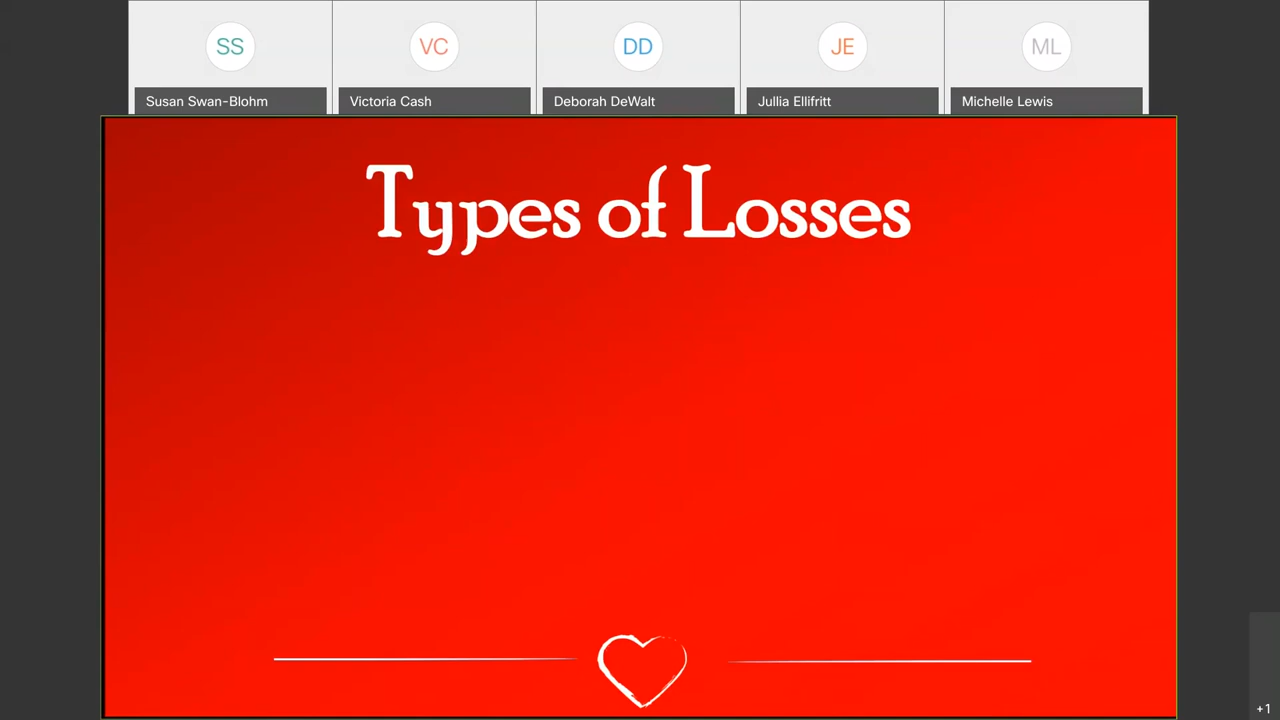 SS VC DD JE ML
Susan Swan-Blohm Victoria Cash Deborah DeWalt Jullia Ellifritt Michelle Lewis
Types of Losses
+1